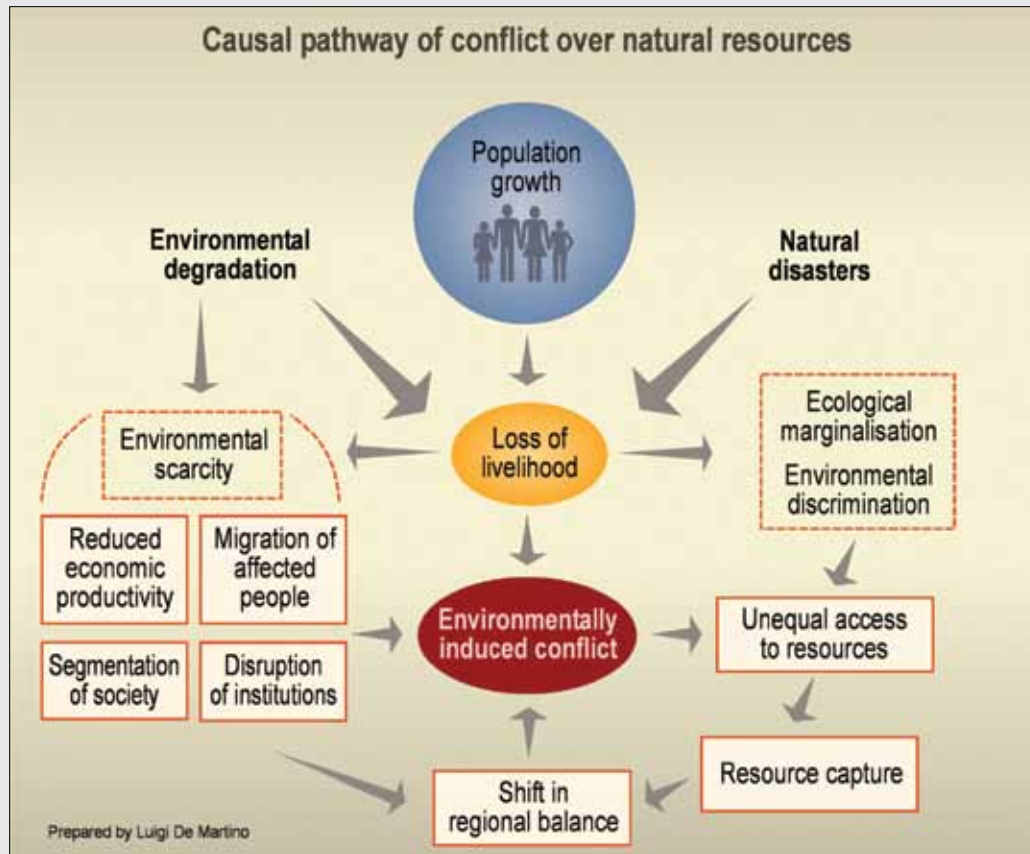 Causal pathway of conflict over natural resources
Population
growth
Environmental
degradation
Natural
disasters
Environmental
scarcity
Loss of
livelihood
Ecological
marginalisation
Environmental
discrimination
Reduced
economic
productivity
Migration of
affected
people
Segmentation
of society
Disruption
of institutions
Environmentally
induced conflict
Unequal access
to resources
Resource capture
Shift in
regional balance
Prepared by Luigi De Martino